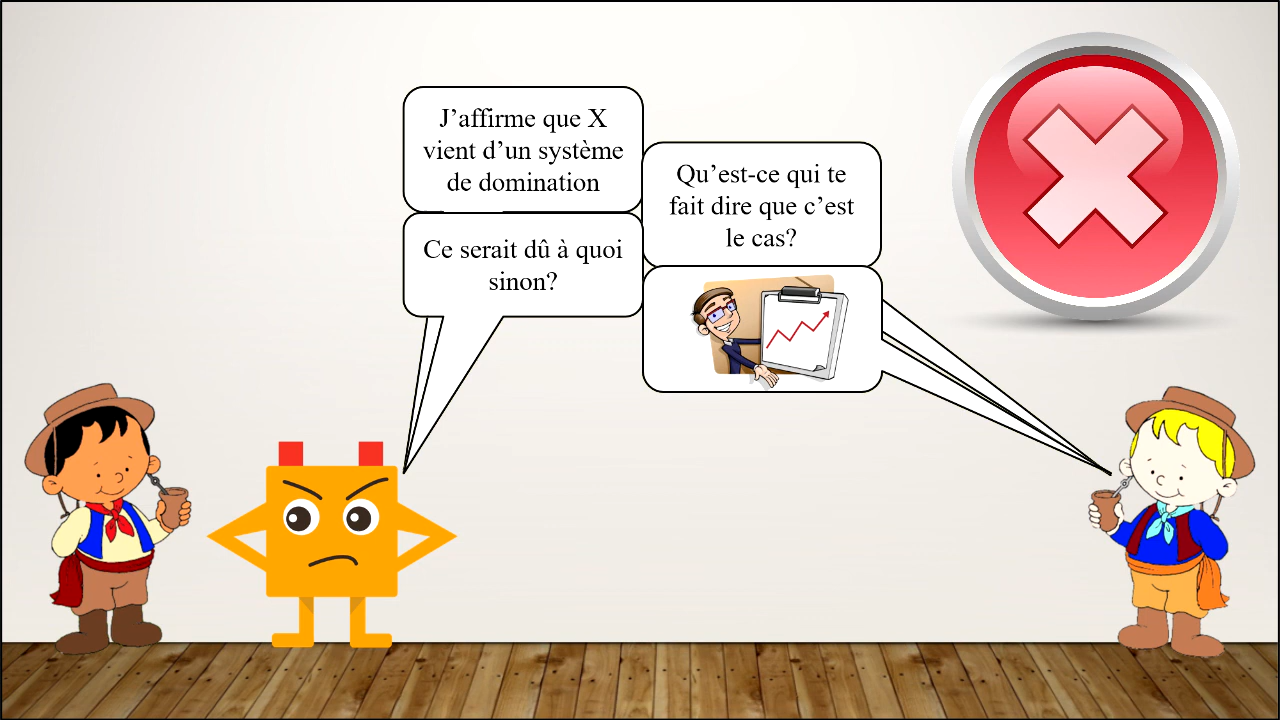 J’affirme que X
vient d’un système
de domination
Qu’est-ce qui te
fait dire que c’est
le cas?
Ce serait dû à quoi
sinon?